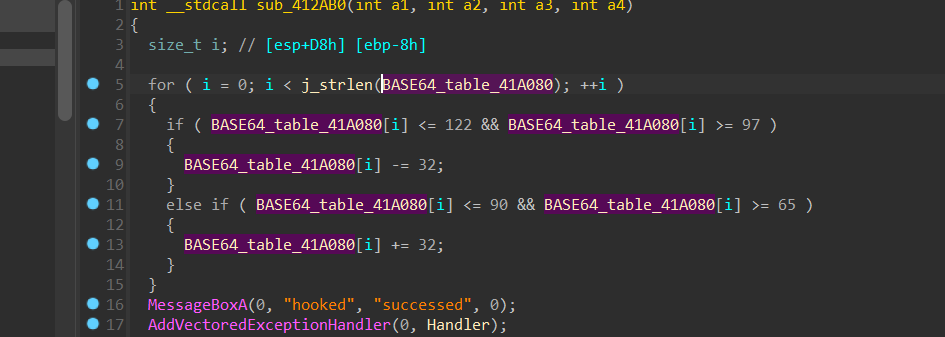 1 int __stdcall sub_412AB0(int a1, int a2, int a3, int a4)
2 {
3 size_t i; // [esp+D8h] [ebp-8h]
4
5 for ( i = 0; i < j_strlen(BASE64_table_41A080); ++i )
6 {
7 if ( BASE64_table_41A080[i] <= 122 && BASE64_table_41A080[i] >= 97 )
8 {
9 BASE64_table_41A080[i] -= 32;
10 }
11 else if ( BASE64_table_41A080[i] <= 90 && BASE64_table_41A080[i] >= 65 )
12 {
13 BASE64_table_41A080[i] += 32;
14 }
15 }
16 MessageBoxA(0, "hooked", "successed", 0);
17 AddVectoredExceptionHandler(0, Handler);